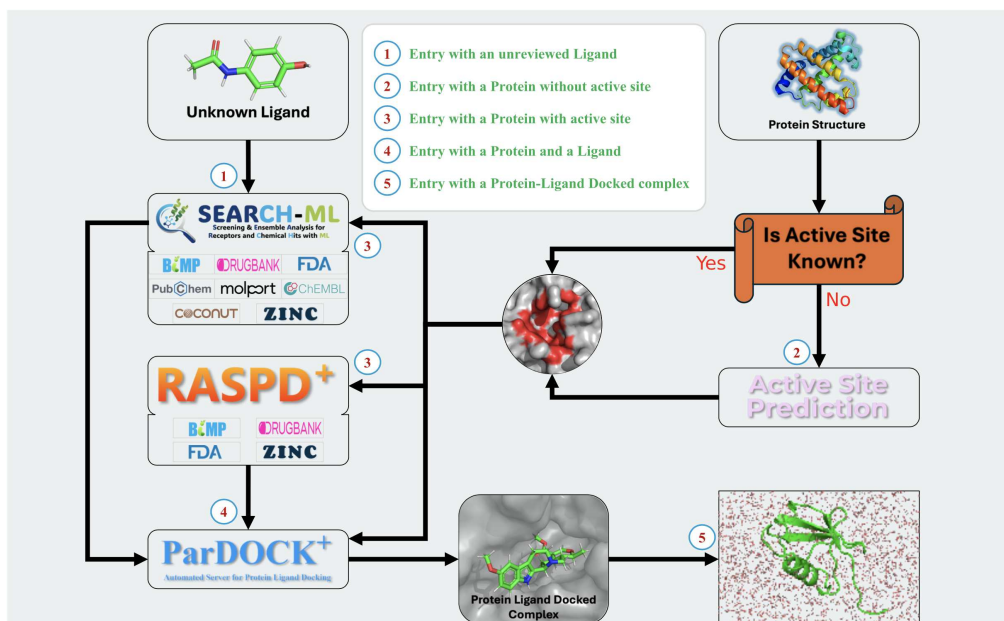 Unknown Ligand
1 Entry with an unreviewed Ligand
2 Entry with a Protein without active site
3 Entry with a Protein with active site
4 Entry with a Protein and a Ligand
5 Entry with a Protein-Ligand Docked complex
Protein Structure
1
SEARCH-ML
Screening & Ensemble Analysis for
Receptors and Chemical Hits with ML
3
BIMP DRUGBANK FDA
PubChem molport ChEMBL
COCONUT ZINC
Is Active Site
Known?
Yes
No
2
Active Site
Prediction
3
RASPD+
BIMP DRUGBANK
FDA ZINC
4
ParDOCK+
Automated Server for Protein Ligand Docking
Protein Ligand Docked
Complex
5